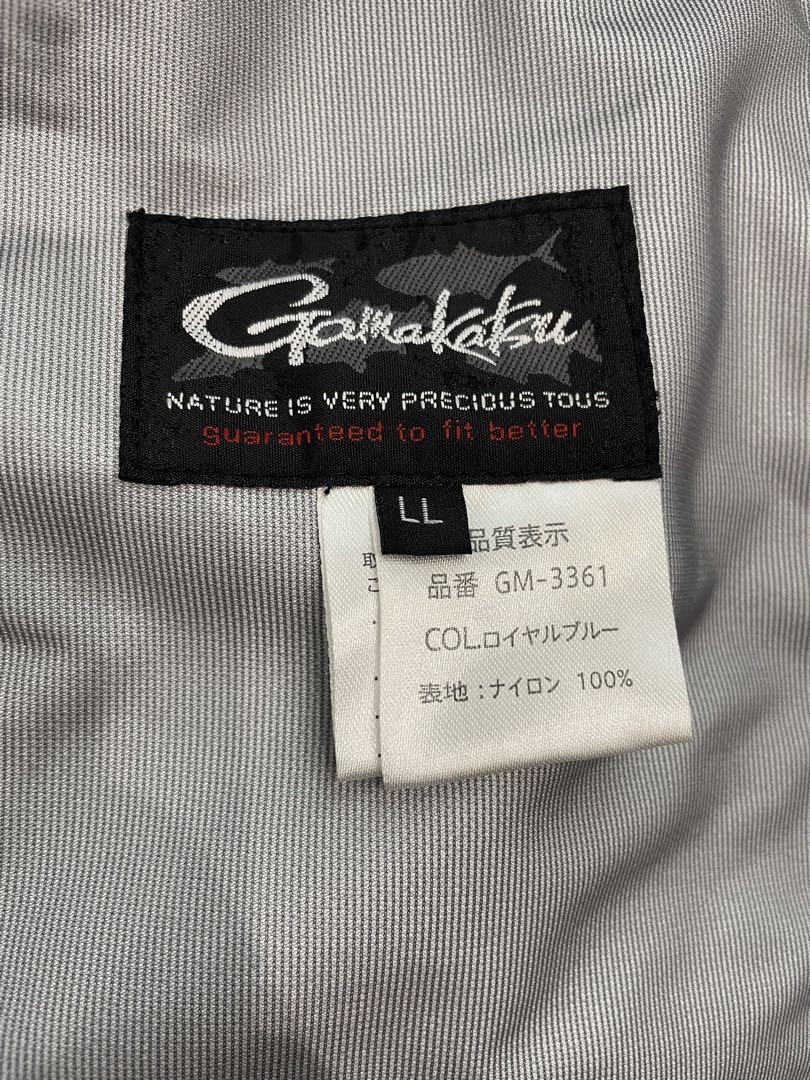 Gamakatsu
NATURE IS VERY PRECIOUS TOUS
Guaranteed to fit better
LL
品質表示
品番 GM-3361
COL.ロイヤルブルー
表地:ナイロン 100%